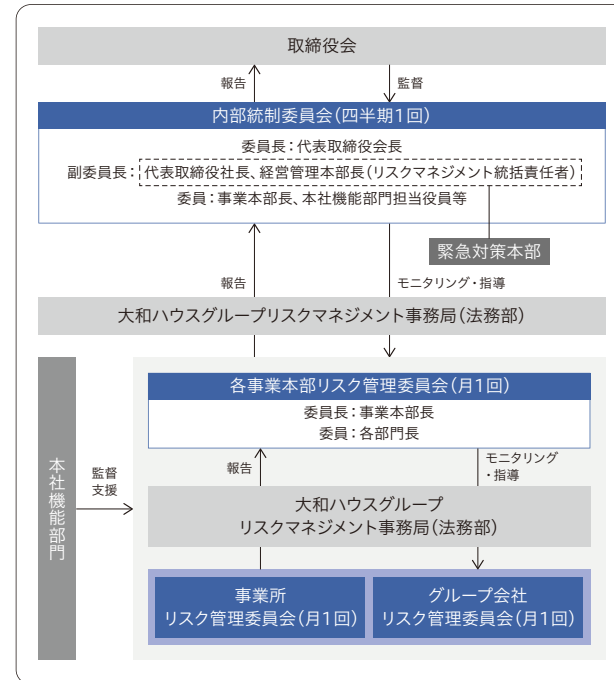 取締役会
報告
監督
内部統制委員会(四半期1回)
委員長：代表取締役会長
副委員長：代表取締役社長、経営管理本部長(リスクマネジメント統括責任者)
委員：事業本部長、本社機能部門担当役員等
緊急対策本部
報告
モニタリング・指導
大和ハウスグループリスクマネジメント事務局(法務部)
本社機能部門
監督
支援
各事業本部リスク管理委員会(月1回)
委員長：事業本部長
委員：各部門長
報告
モニタリング
・指導
大和ハウスグループ
リスクマネジメント事務局(法務部)
事業所
リスク管理委員会(月1回)
グループ会社
リスク管理委員会(月1回)